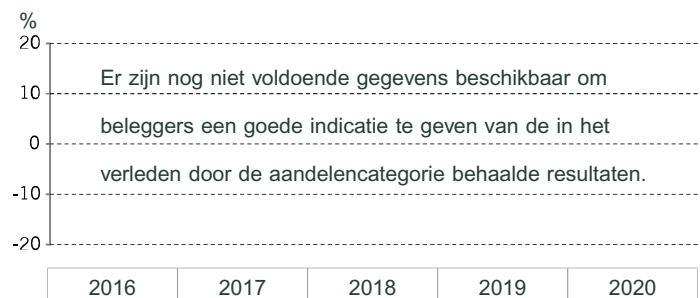 %
20
Er zijn nog niet voldoende gegevens beschikbaar om
10
beleggers een goede indicatie te geven van de in het
0
verleden door de aandelencategorie behaalde resultaten.
-10
-20
2016 2017 2018 2019 2020